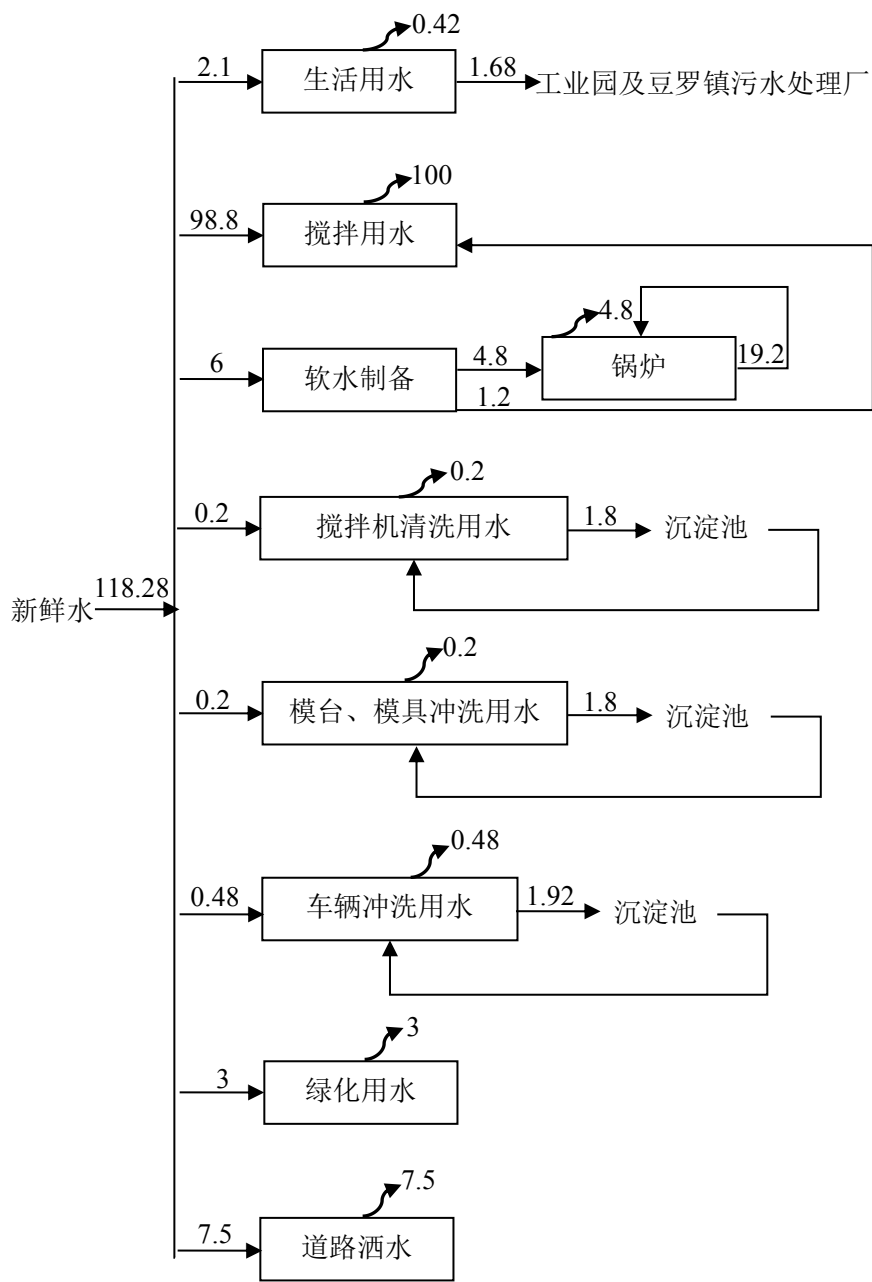 0.42
2.1
生活用水
1.68
工业园及豆罗镇污水处理厂
100
98.8
搅拌用水
4.8
6
软水制备
4.8
锅炉
19.2
1.2
0.2
0.2
搅拌机清洗用水
1.8
沉淀池
新鲜水
118.28
0.2
0.2
模台、模具冲洗用水
1.8
沉淀池
0.48
0.48
车辆冲洗用水
1.92
沉淀池
3
3
绿化用水
7.5
7.5
道路洒水